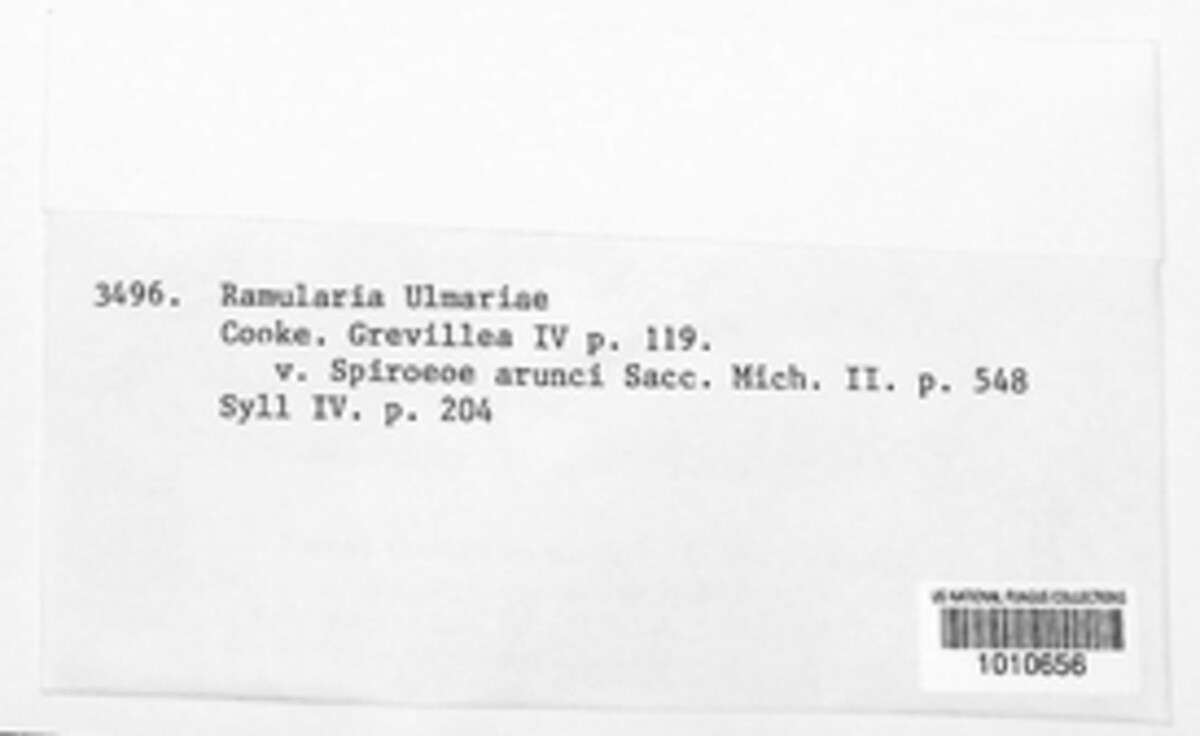 3496. Ramularia Ulmariae
Cooke. Grevillea IV p. 119.
v. Spiroeoe arunci Sacc. Mich. II. p. 548
Syll IV. p. 204
US NATIONAL FUNGUS COLLECTIONS
1010656